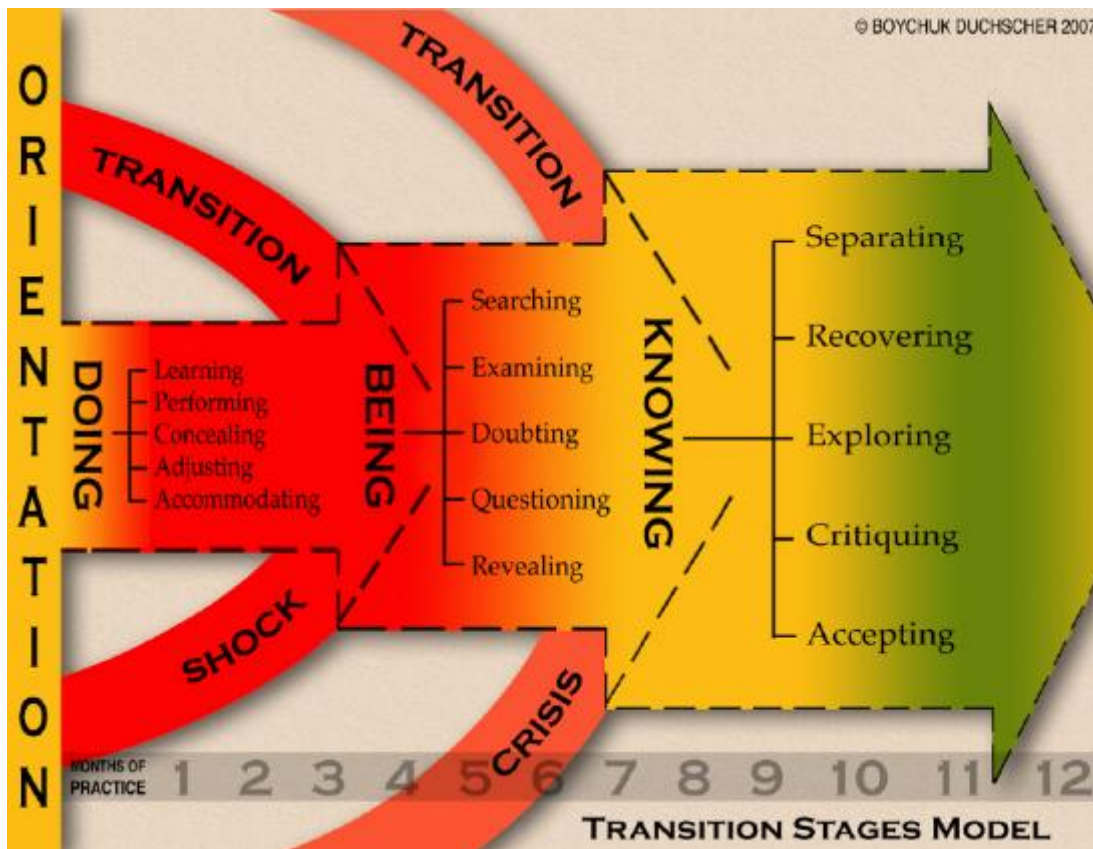 © BOYCHUK DUCHSCHER 2007
ORIENTATION
TRANSITION
TRANSITION
DOING
Learning
Performing
Concealing
Adjusting
Accommodating
BEING
Searching
Examining
Doubting
Questioning
Revealing
KNOWING
Separating
Recovering
Exploring
Critiquing
Accepting
SHOCK
CRISIS
MONTHS OF
PRACTICE
1 2 3 4 5 6 7 8 9 10 11 12
TRANSITION STAGES MODEL